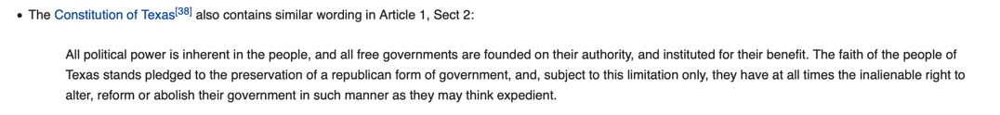 • The Constitution of Texas[38] also contains similar wording in Article 1, Sect 2:
All political power is inherent in the people, and all free governments are founded on their authority, and instituted for their benefit. The faith of the people of
Texas stands pledged to the preservation of a republican form of government, and, subject to this limitation only, they have at all times the inalienable right to
alter, reform or abolish their government in such manner as they may think expedient.